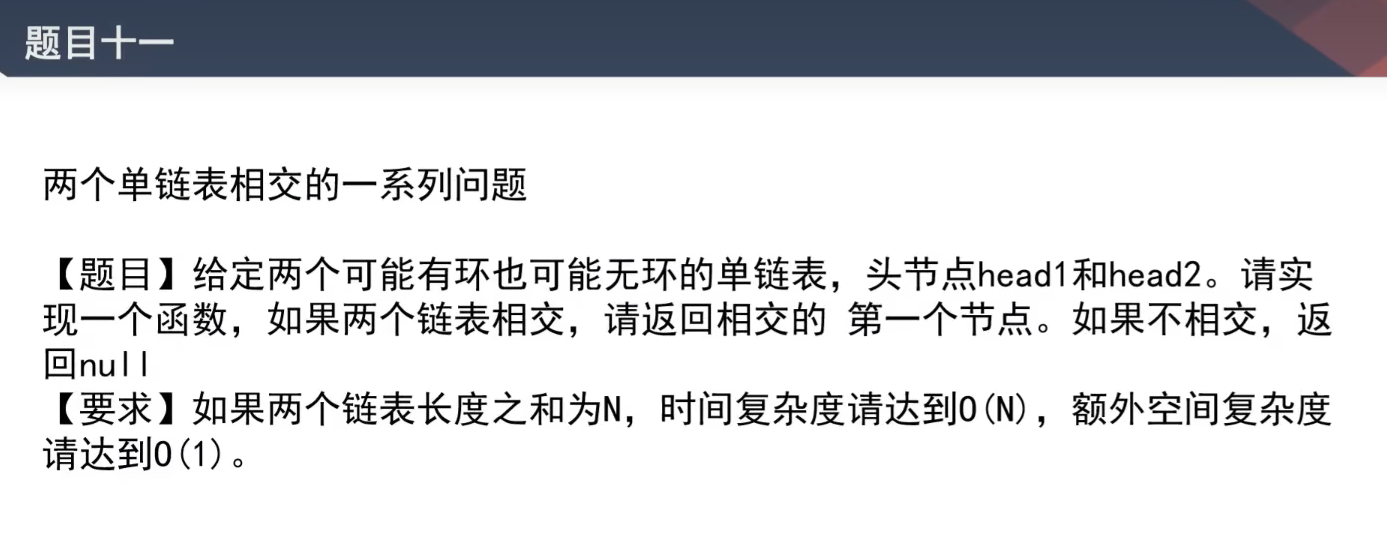 题目十一
两个单链表相交的一系列问题
【题目】给定两个可能有环也可能无环的单链表，头节点head1和head2。请实
现一个函数，如果两个链表相交，请返回相交的 第一个节点。如果不相交，返
回null
【要求】如果两个链表长度之和为N，时间复杂度请达到O(N)，额外空间复杂度
请达到O(1)。